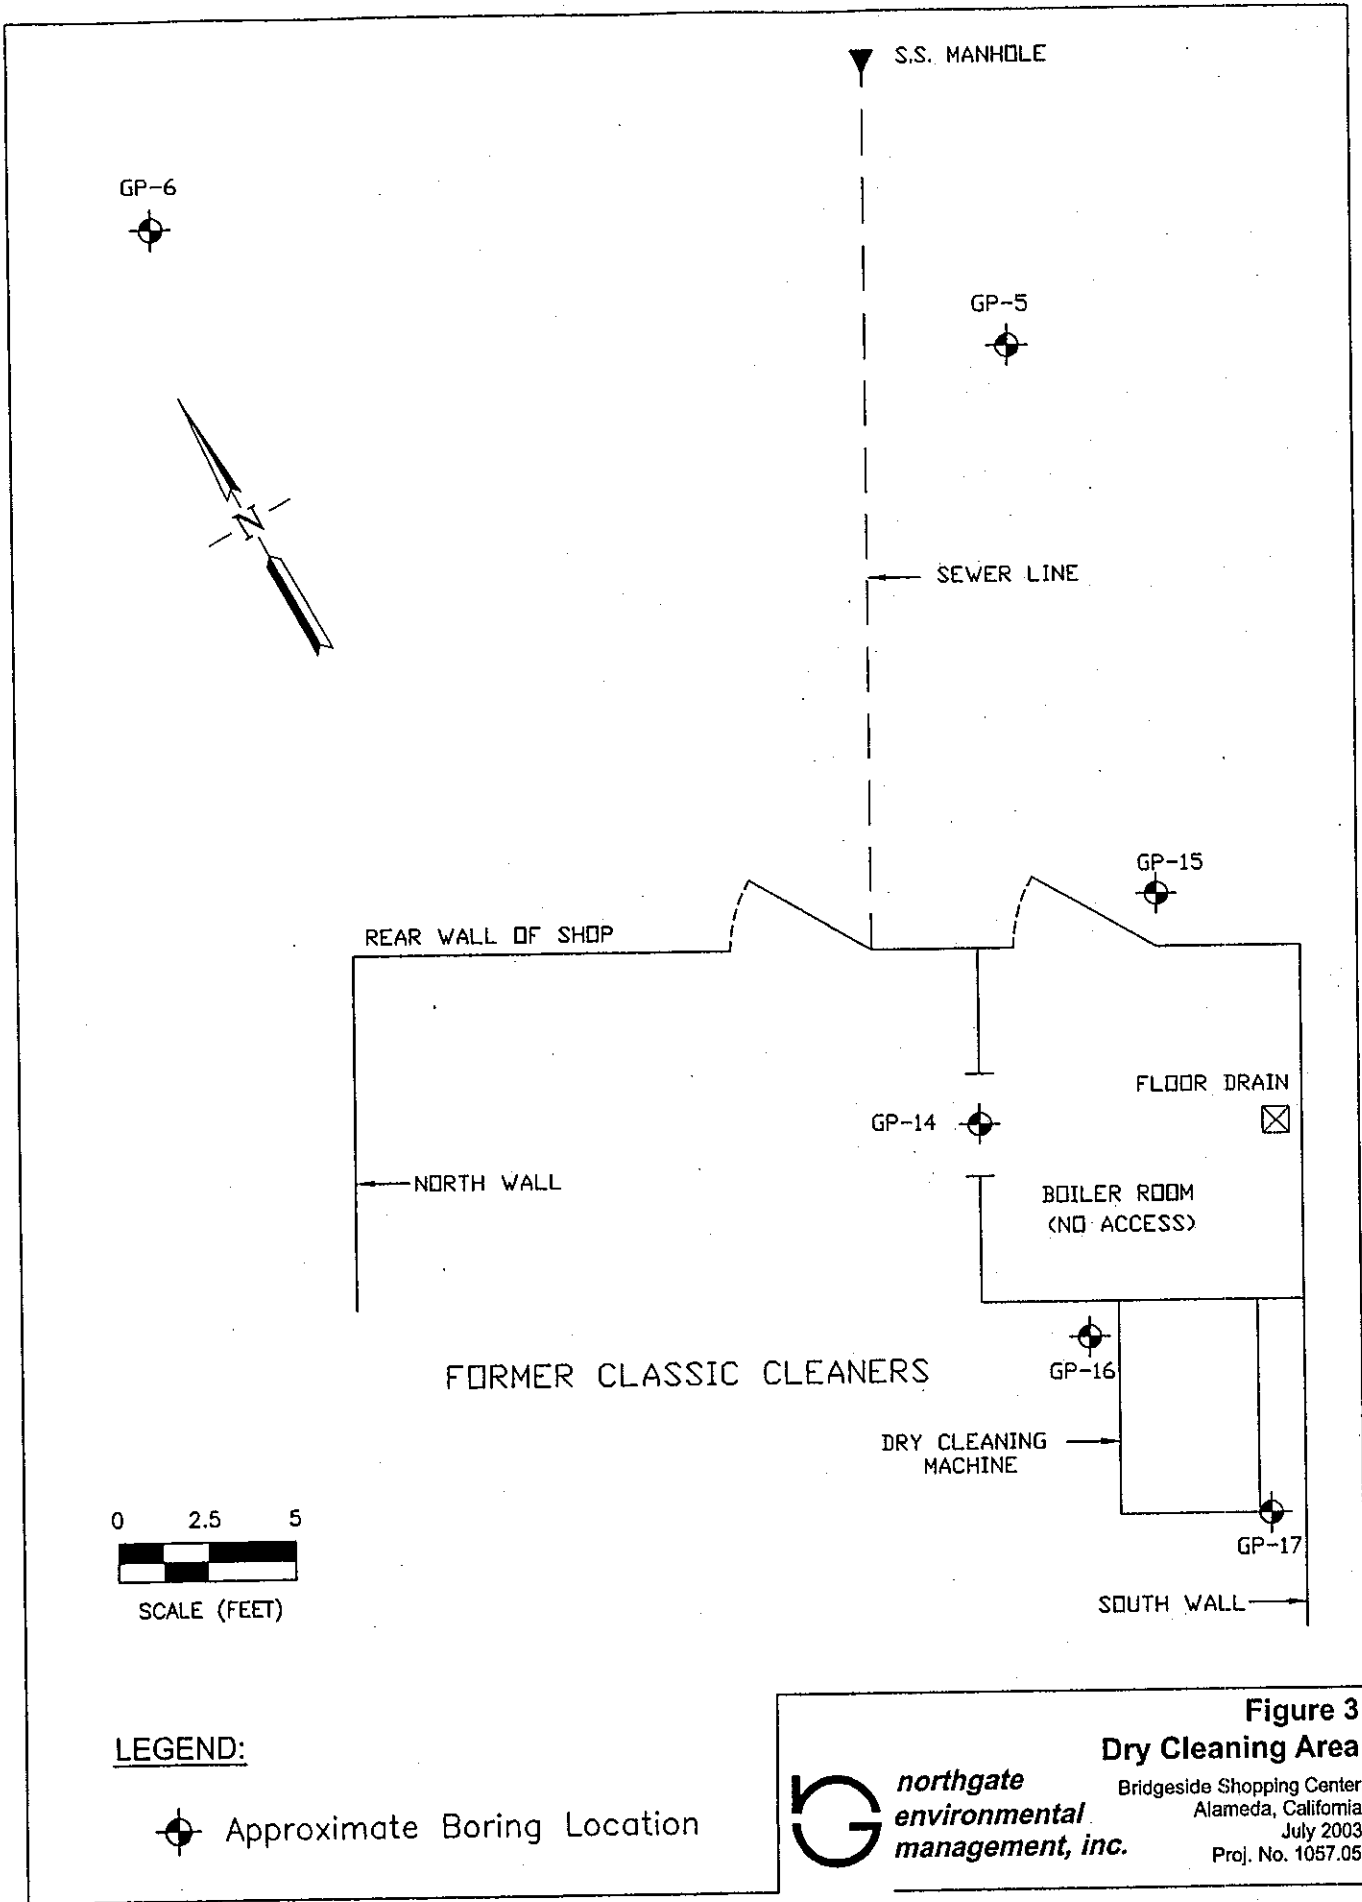 S.S. MANHOLE
GP-6
GP-5
N
SEWER LINE
GP-15
REAR WALL OF SHOP
FLOOR DRAIN
GP-14
NORTH WALL
BOILER ROOM
(NO ACCESS)
GP-16
FORMER CLASSIC CLEANERS
DRY CLEANING
MACHINE
0 2.5 5
GP-17
SCALE (FEET)
SOUTH WALL
LEGEND:
Approximate Boring Location
Figure 3
Dry Cleaning Area
northgate
environmental
management, inc.
Bridgeside Shopping Center
Alameda, California
July 2003
Proj. No. 1057.05